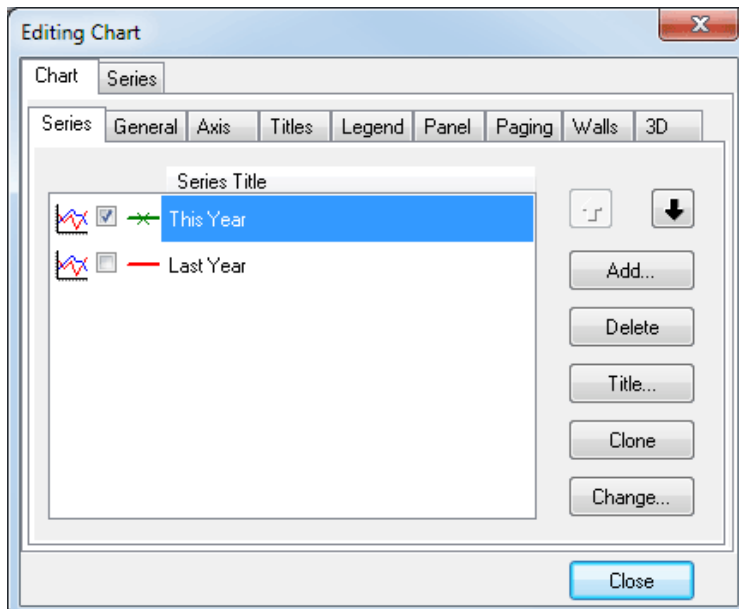 Editing Chart
Chart Series
Series General Axis Titles Legend Panel Paging Walls 3D
Series Title
This Year
Last Year
Add...
Delete
Title...
Clone
Change...
Close